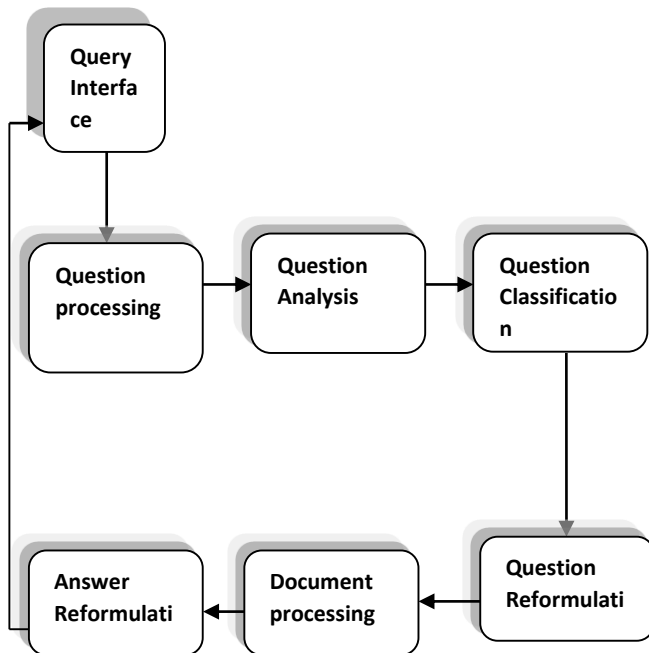 Query
Interfa
ce
Question
processing
Question
Analysis
Question
Classificatio
n
Question
Reformulati
Document
processing
Answer
Reformulati